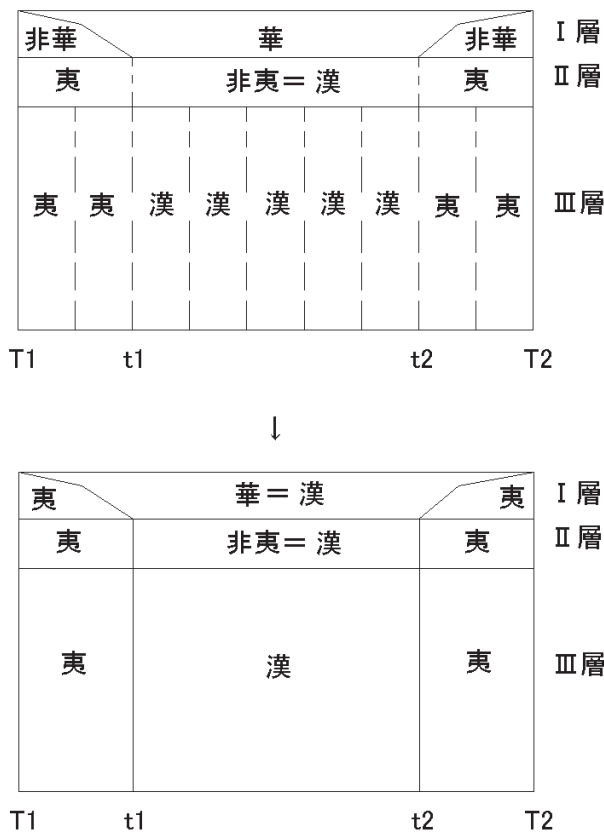 非華 華 非華 Ⅰ層
夷 非夷＝漢 夷 Ⅱ層
夷 夷 漢 漢 漢 漢 漢 夷 夷 Ⅲ層
T1 t1 t2 T2
↓
夷 華＝漢 夷 Ⅰ層
夷 非夷＝漢 夷 Ⅱ層
夷 漢 夷 Ⅲ層
T1 t1 t2 T2